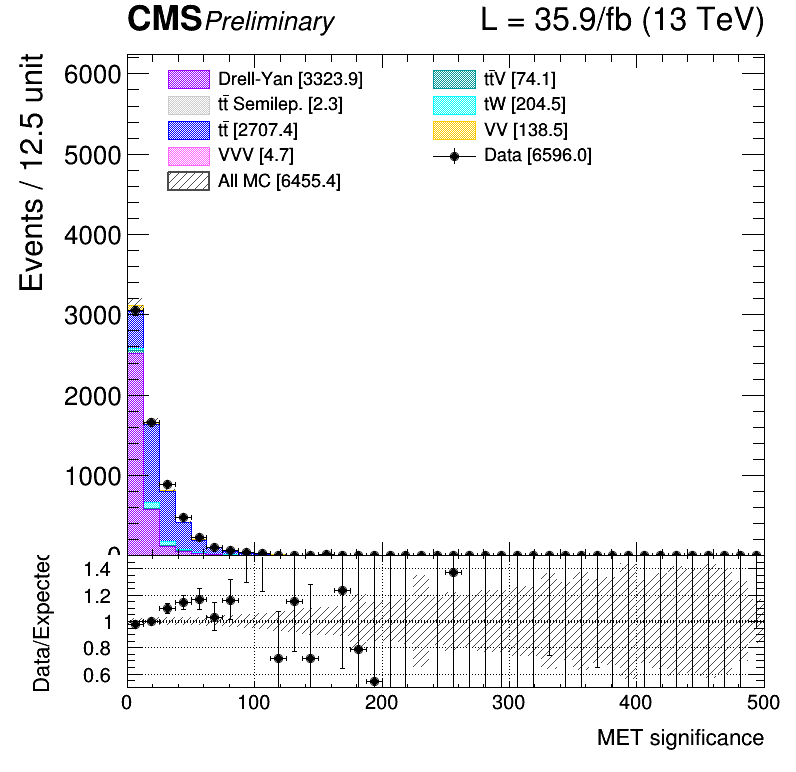 CMS Preliminary L = 35.9/fb (13 TeV)
Events / 12.5 unit
6000
5000
4000
3000
2000
1000
0
Drell-Yan [3323.9]
tt̄ Semilep. [2.3]
tt̄ [2707.4]
VVV [4.7]
All MC [6455.4]
tt̄V [74.1]
tW [204.5]
VV [138.5]
Data [6596.0]
Data/Expected
1.4
1.2
1
0.8
0.6
0 100 200 300 400 500
MET significance